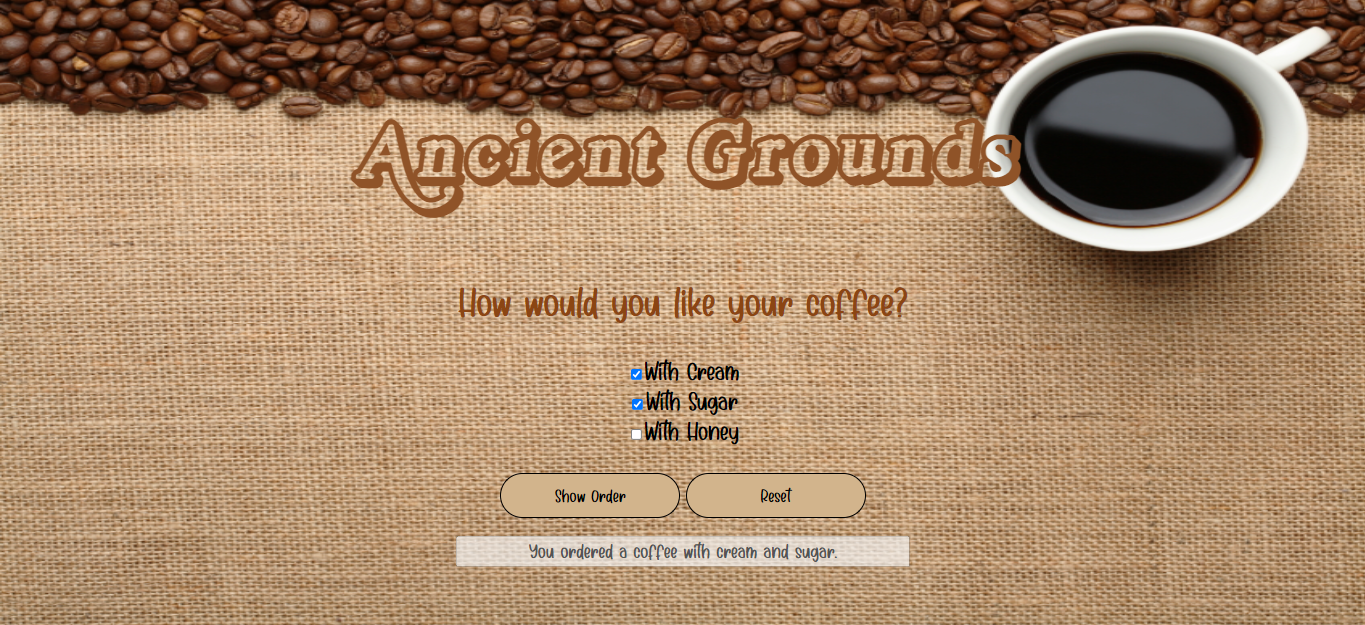 Ancient Grounds
How would you like your coffee?
With Cream
With Sugar
With Honey
Show Order
Reset
You ordered a coffee with cream and sugar.